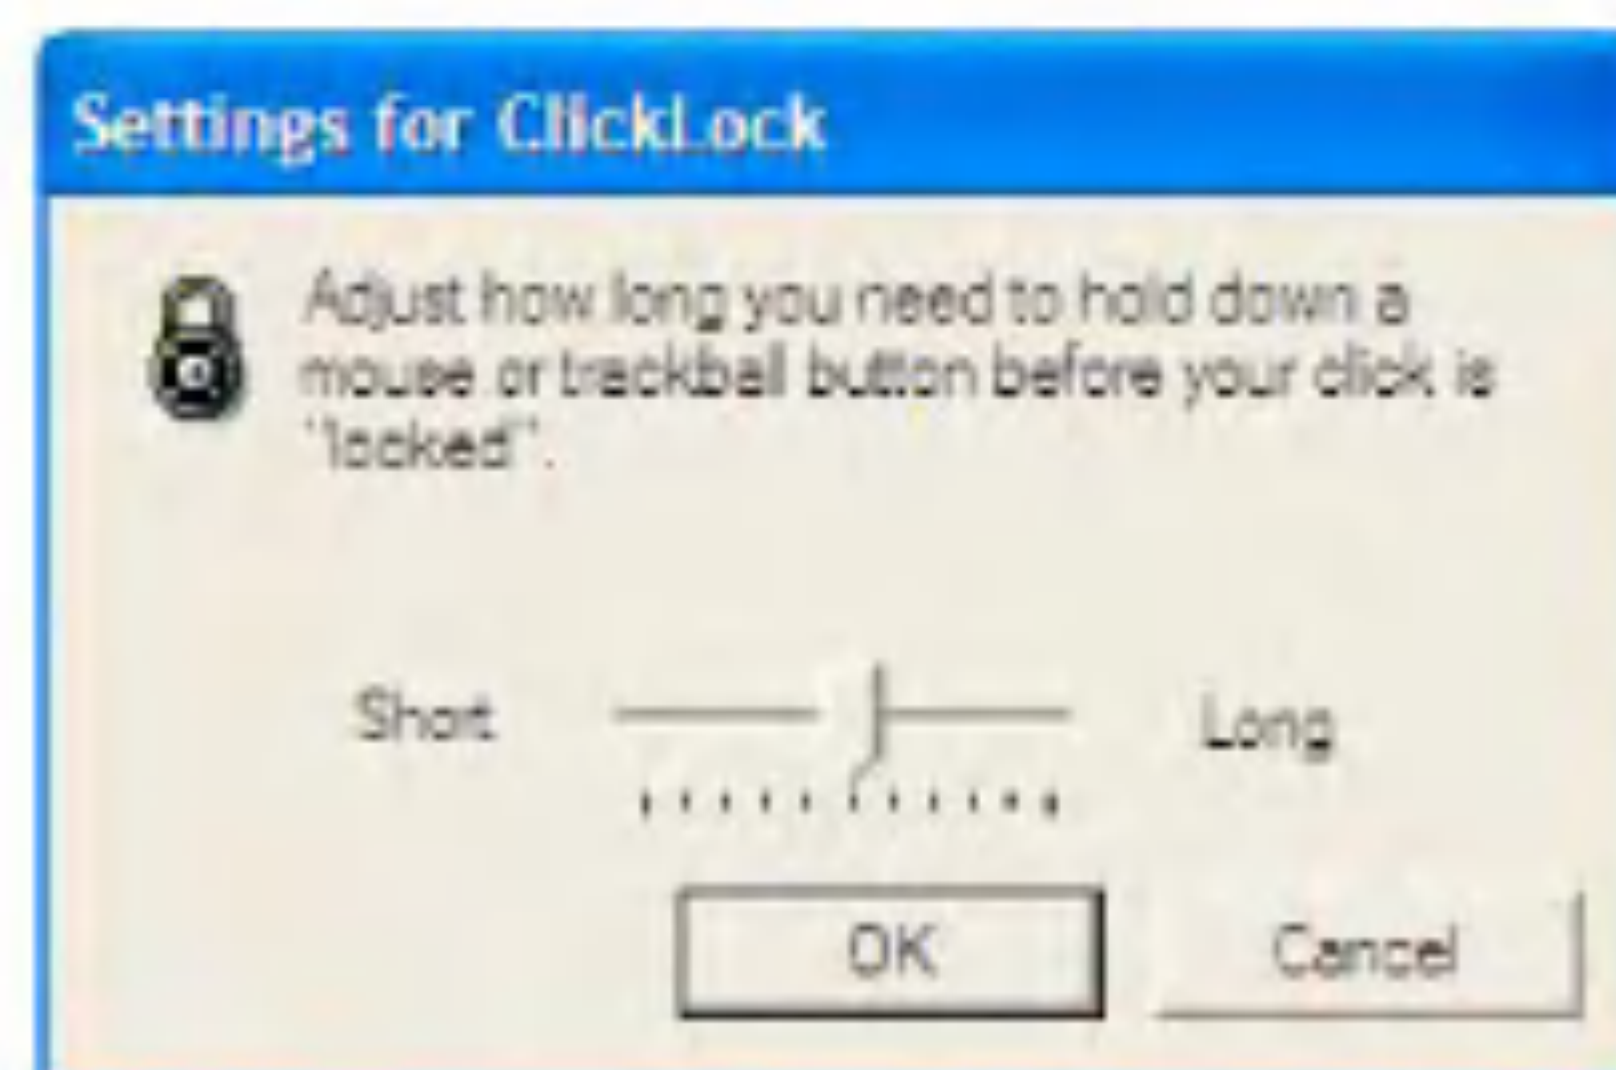 Settings for ClickLock
Adjust how long you need to hold down a
mouse or trackball button before your click is
"locked".
Short
Long
OK
Cancel